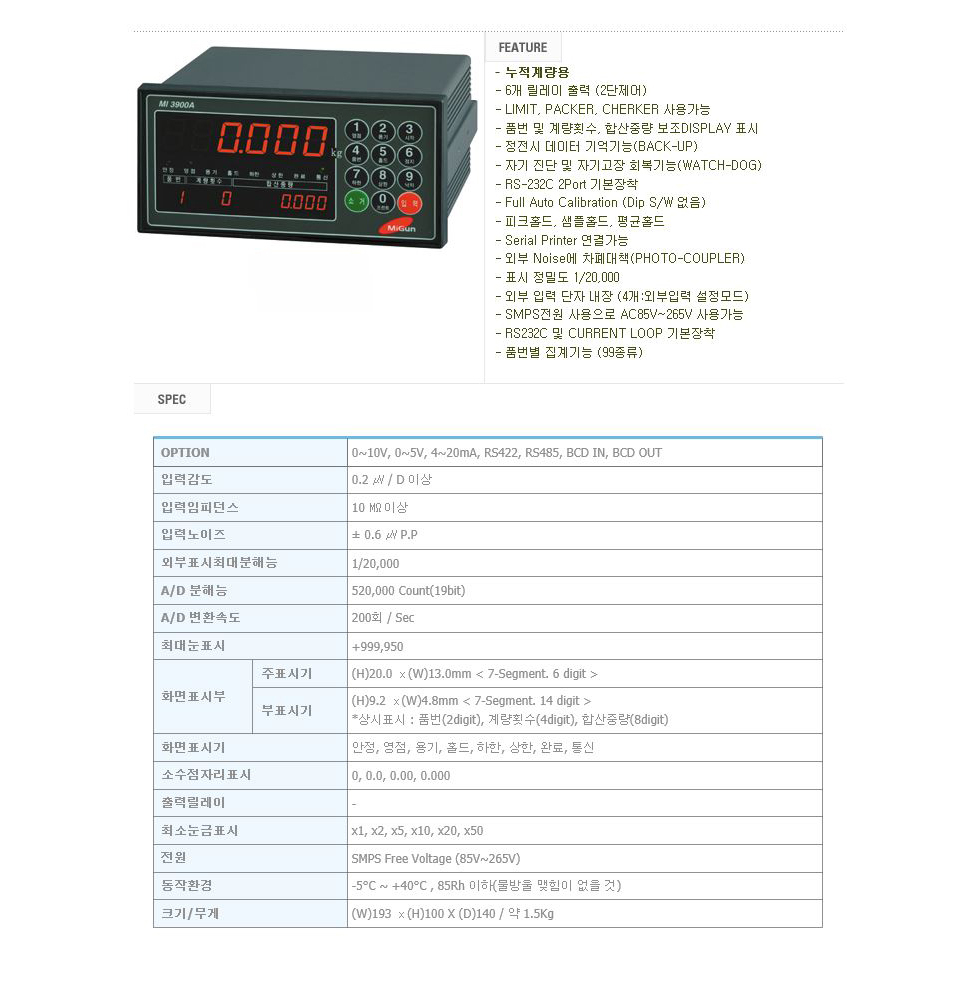 MI 3900A
0.000
kg
안정 영점 용기 홀드 하한 상한 완료 통신
품 번 계량횟수 합산중량
1 0 0.000
1 영점
2 용기
3 시작
4 품번
5 홀드
6 정지
7 하한
8 상한
9 낙차
소 거
0
입 력
MiGun
FEATURE
- 누적계량용
- 6개 릴레이 출력 (2단제어)
- LIMIT, PACKER, CHERKER 사용가능
- 품번 및 계량횟수, 합산중량 보조DISPLAY 표시
- 정전시 데이터 기억기능(BACK-UP)
- 자기 진단 및 자기고장 회복기능(WATCH-DOG)
- RS-232C 2Port 기본장착
- Full Auto Calibration (Dip S/W 없음)
- 피크홀드, 샘플홀드, 평균홀드
- Serial Printer 연결가능
- 외부 Noise에 차폐대책(PHOTO-COUPLER)
- 표시 정밀도 1/20,000
- 외부 입력 단자 내장 (4개:외부입력 설정모드)
- SMPS전원 사용으로 AC85V~265V 사용가능
- RS232C 및 CURRENT LOOP 기본장착
- 품번별 집계기능 (99종류)
SPEC
OPTION 0~10V, 0~5V, 4~20mA, RS422, RS485, BCD IN, BCD OUT
입력감도 0.2 ㎶ / D 이상
입력임피던스 10 ㏁ 이상
입력노이즈 ± 0.6 ㎶ P.P
외부표시최대분해능 1/20,000
A/D 분해능 520,000 Count(19bit)
A/D 변환속도 200회 / Sec
최대눈표시 +999,950
화면표시부
주표시기 (H)20.0 x(W)13.0mm < 7-Segment. 6 digit >
부표시기 (H)9.2 x(W)4.8mm < 7-Segment. 14 digit >
*상시표시 : 품번(2digit), 계량횟수(4digit), 합산중량(8digit)
화면표시기 안정, 영점, 용기, 홀드, 하한, 상한, 완료, 통신
소수점자리표시 0, 0.0, 0.00, 0.000
출력릴레이 -
최소눈금표시 x1, x2, x5, x10, x20, x50
전원 SMPS Free Voltage (85V~265V)
동작환경 -5°C ~ +40°C , 85Rh 이하(물방울 맺힘이 없을 것)
크기/무게 (W)193 x(H)100 X (D)140 / 약 1.5Kg